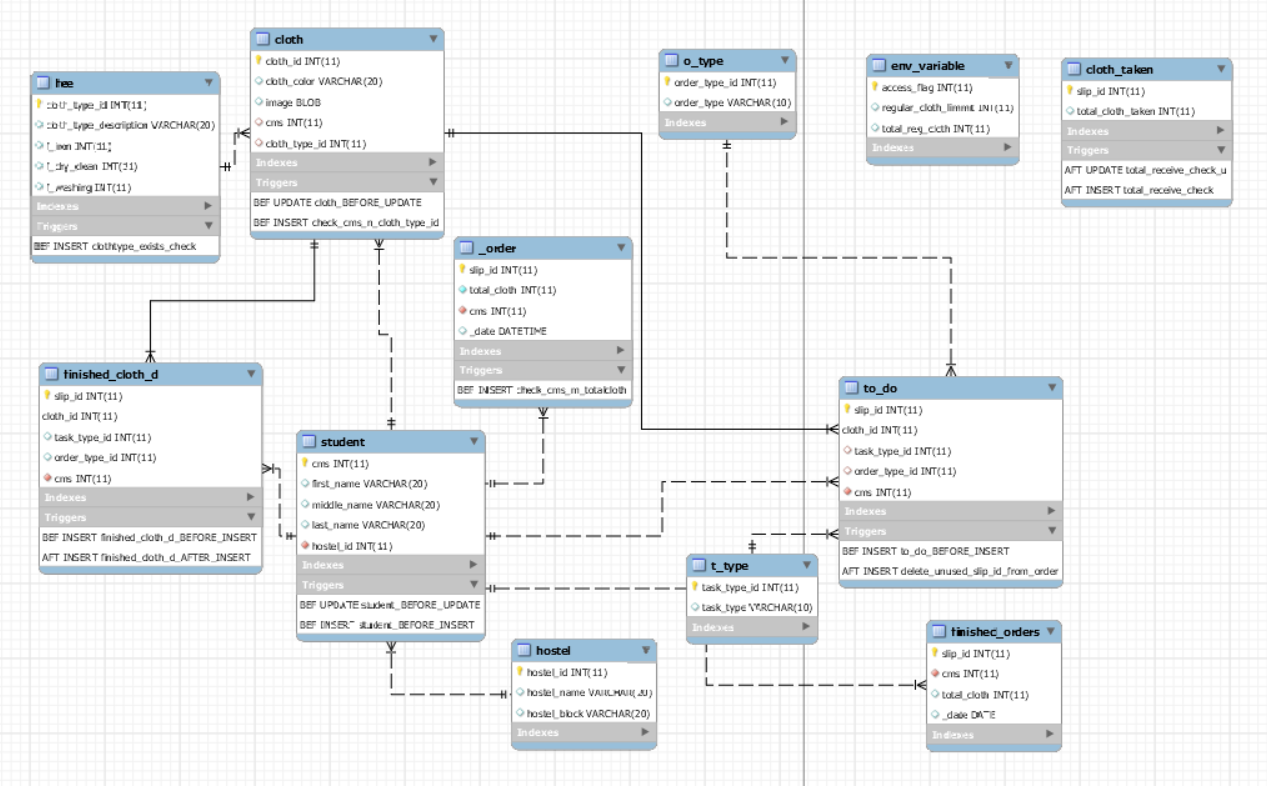 cloth
cloth_id INT(11)
cloth_color VARCHAR(20)
image BLOB
cms INT(11)
cloth_type_id INT(11)
Indexes
Triggers
BEF UPDATE cloth_BEFORE_UPDATE
BEF INSERT check_cms_n_cloth_type_id
INT(11)
VARCHAR(20)
INT(11)
INT(11)
INT(11)
Indexes
Triggers
BEF INSERT clothtype_exists_check
o_type
order_type_id INT(11)
order_type VARCHAR(10)
Indexes
env_variable
access_flag INT(11)
regular_cloth_limmit INT(11)
total_reg_cloth INT(11)
Indexes
cloth_taken
slip_id INT(11)
total_cloth_taken INT(11)
Indexes
Triggers
AFT UPDATE total_receive_check_u
AFT INSERT total_receive_check
_order
slip_id INT(11)
total_cloth INT(11)
cms INT(11)
_date DATETIME
Indexes
Triggers
BEF INSERT
finished_cloth_d
slip_id INT(11)
cloth_id INT(11)
task_type_id INT(11)
order_type_id INT(11)
cms INT(11)
Indexes
Triggers
BEF INSERT finished_cloth_d_BEFORE_INSERT
AFT INSERT finished_cloth_d_AFTER_INSERT
student
cms INT(11)
first_name VARCHAR(20)
middle_name VARCHAR(20)
last_name VARCHAR(20)
hostel_id INT(11)
Indexes
Triggers
BEF UPDATE student_BEFORE_UPDATE
BEF INSERT student_BEFORE_INSERT
to_do
slip_id INT(11)
cloth_id INT(11)
task_type_id INT(11)
order_type_id INT(11)
cms INT(11)
Indexes
Triggers
BEF INSERT to_do_BEFORE_INSERT
AFT INSERT delete_unused_slip_id_from_order
t_type
task_type_id INT(11)
task_type VARCHAR(10)
Indexes
hostel
hostel_id INT(11)
hostel_name VARCHAR(20)
hostel_block VARCHAR(20)
Indexes
finished_orders
slip_id INT(11)
cms INT(11)
total_cloth INT(11)
_date DATE
Indexes